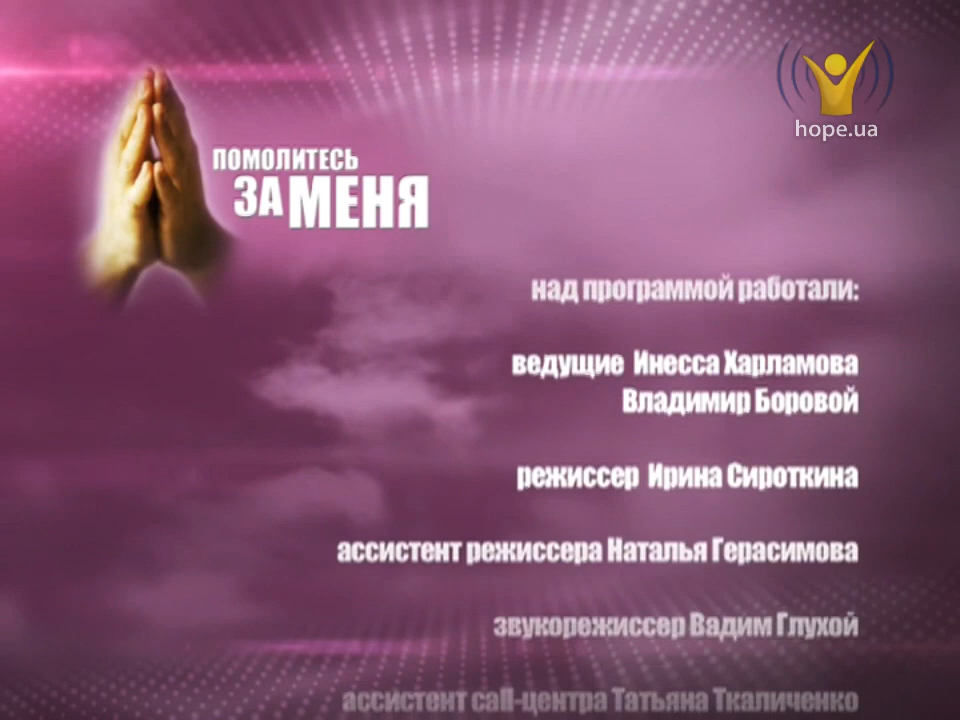 hope.ua
ПОМОЛИТЕСЬ
ЗА МЕНЯ
над программой работали:
ведущие Инесса Харламова
Владимир Боровой
режиссер Ирина Сироткина
ассистент режиссера Наталья Герасимова
звукорежиссер Вадим Глухой
ассистент call-центра Татьяна Ткаличенко